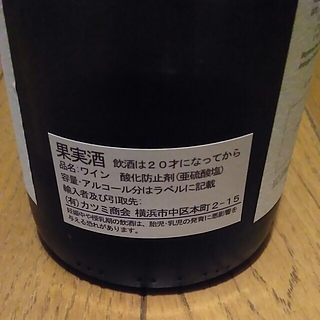 果実酒 飲酒は20才になってから
品名:ワイン 酸化防止剤(亜硫酸塩)
容量・アルコール分はラベルに記載
輸入者及び引取先:
(有)カツミ商会 横浜市中区本町2-15
妊娠中や授乳期の飲酒は、胎児・乳児の発育に悪影響を
与える恐れがあります。